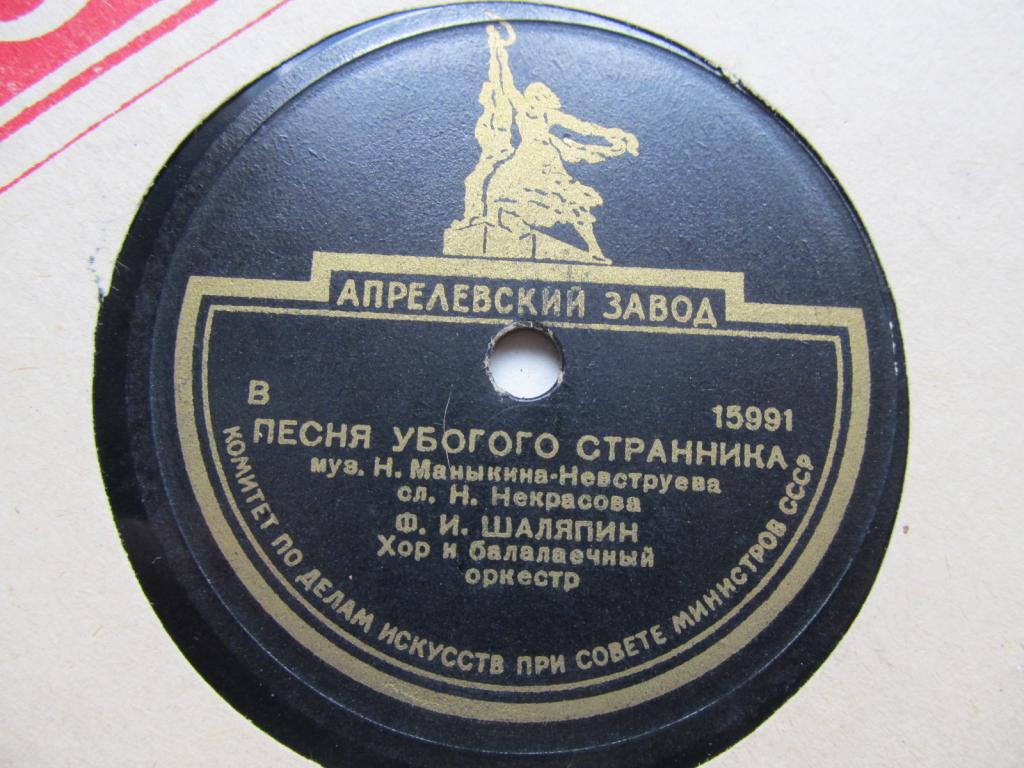 АПРЕЛЕВСКИЙ ЗАВОД
В
15991
ПЕСНЯ УБОГОГО СТРАННИКА
муз. Н. Маныкина-Невструева
сл. Н. Некрасова
Ф. И. ШАЛЯПИН
Хор и балалаечный
оркестр
КОМИТЕТ ПО ДЕЛАМ ИСКУССТВ ПРИ СОВЕТЕ МИНИСТРОВ СССР